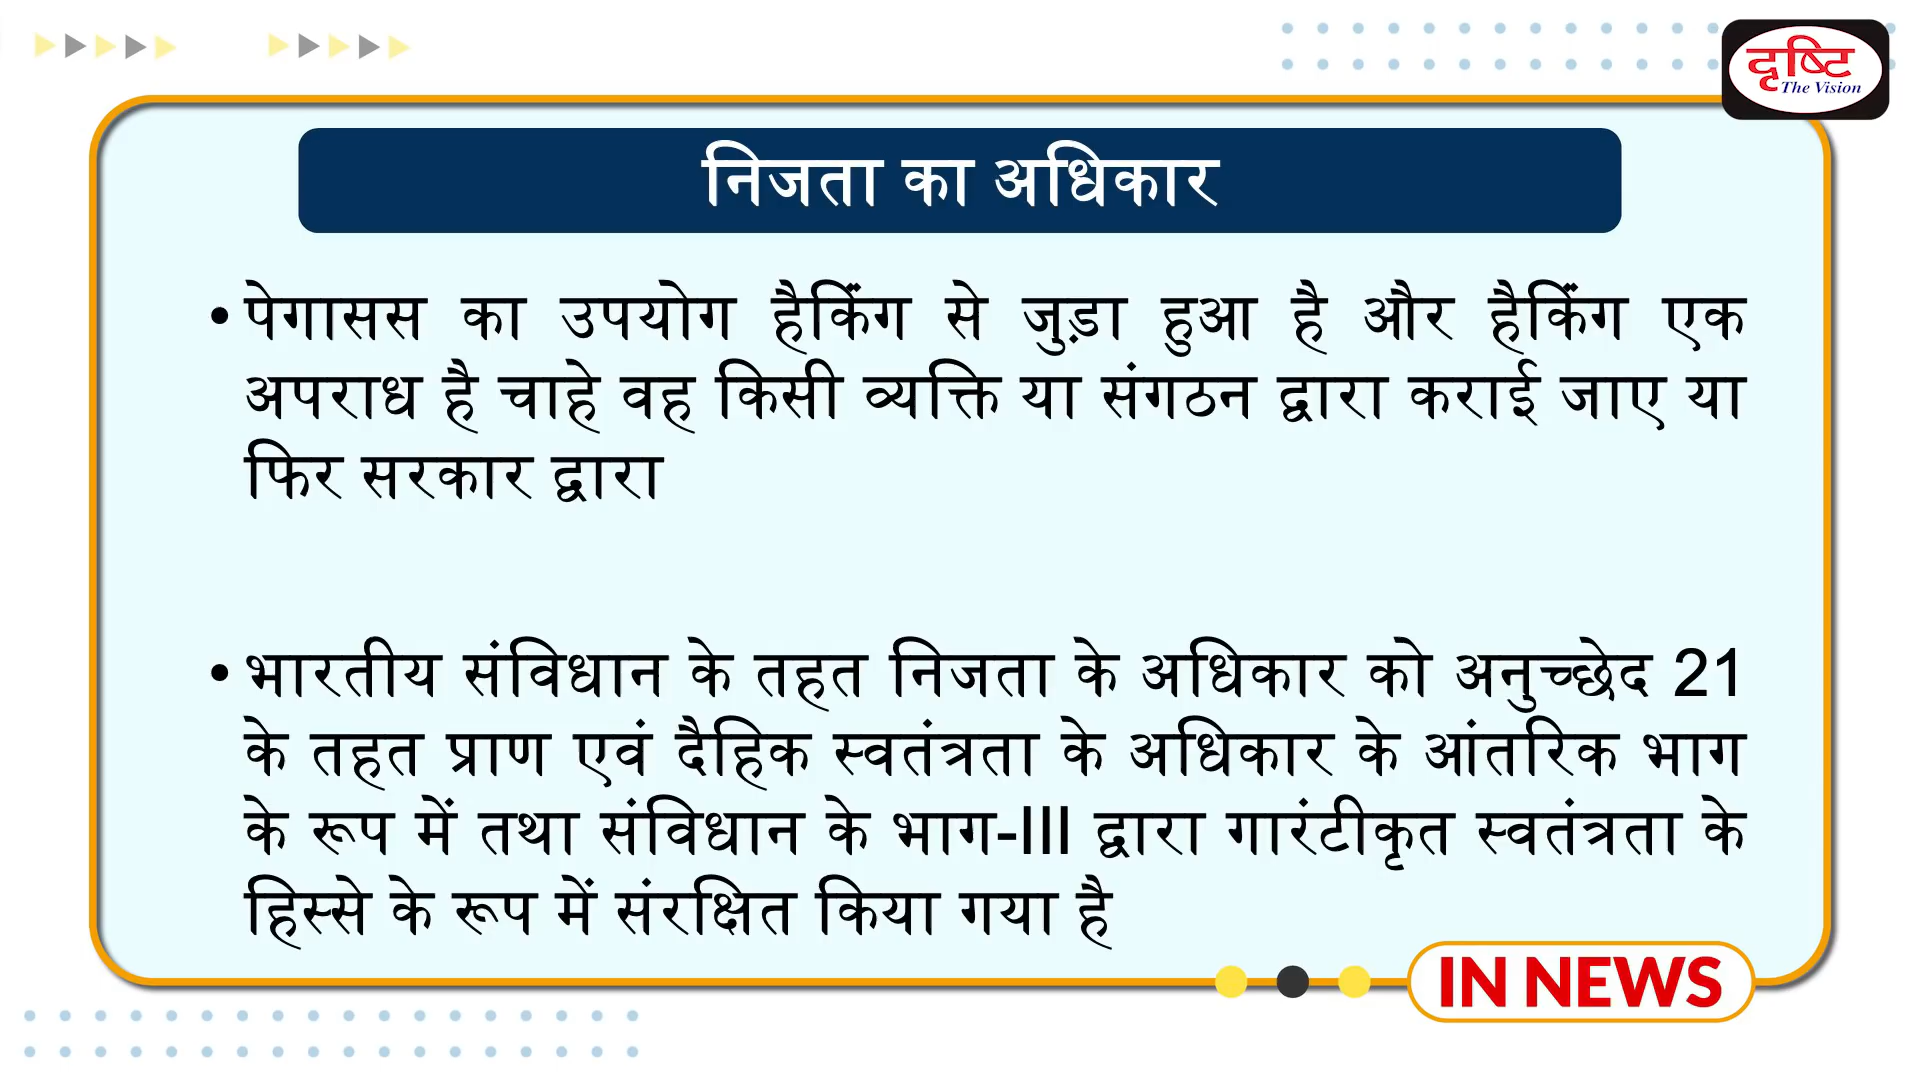 दृष्टि
The Vision
निजता का अधिकार
• पेगासस का उपयोग हैकिंग से जुड़ा हुआ है और हैकिंग एक
अपराध है चाहे वह किसी व्यक्ति या संगठन द्वारा कराई जाए या
फिर सरकार द्वारा
• भारतीय संविधान के तहत निजता के अधिकार को अनुच्छेद 21
के तहत प्राण एवं दैहिक स्वतंत्रता के अधिकार के आंतरिक भाग
के रूप में तथा संविधान के भाग-III द्वारा गारंटीकृत स्वतंत्रता के
हिस्से के रूप में संरक्षित किया गया है
IN NEWS